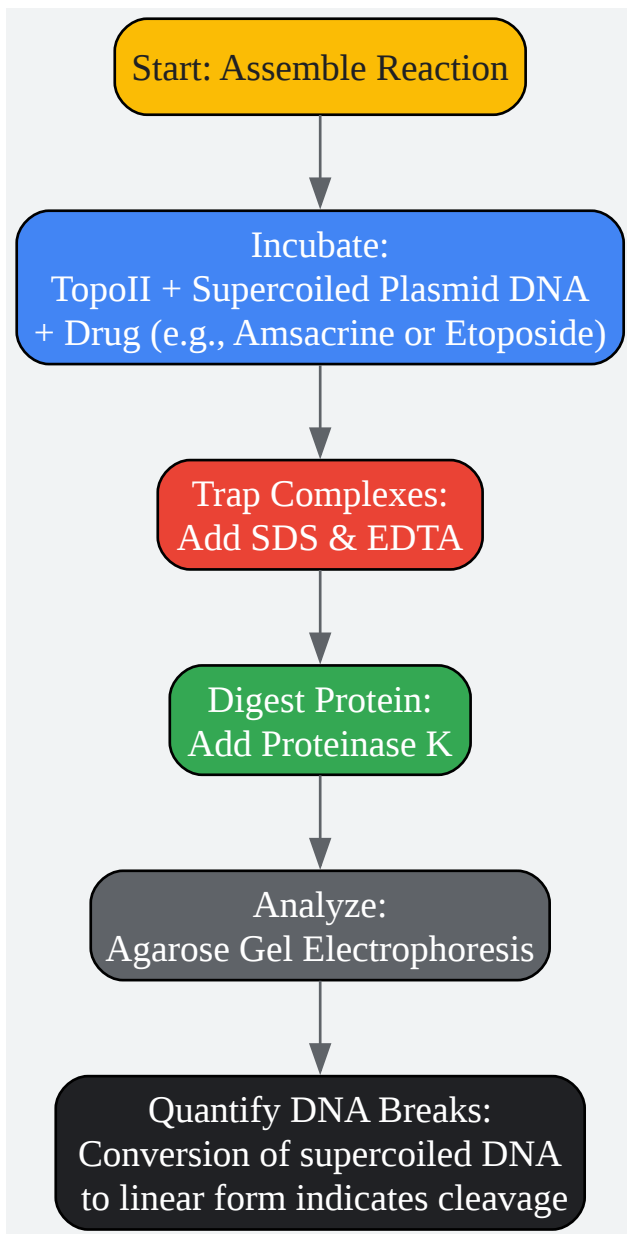 Start: Assemble Reaction
Incubate:
TopoII + Supercoiled Plasmid DNA
+ Drug (e.g., Amsacrine or Etoposide)
Trap Complexes:
Add SDS & EDTA
Digest Protein:
Add Proteinase K
Analyze:
Agarose Gel Electrophoresis
Quantify DNA Breaks:
Conversion of supercoiled DNA
to linear form indicates cleavage